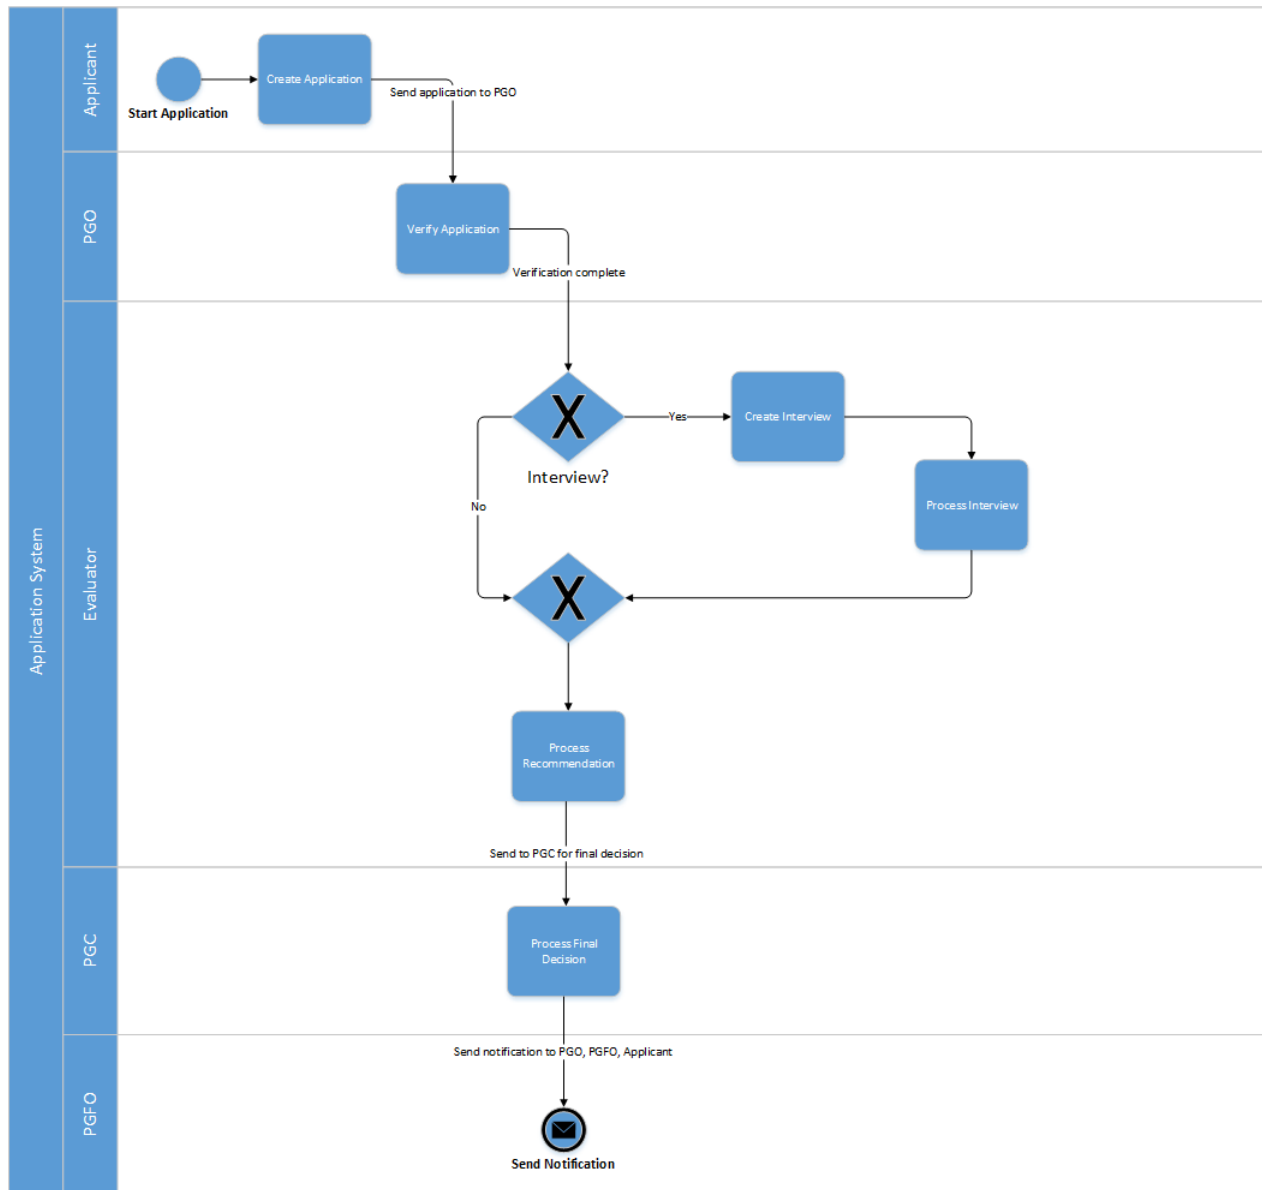 Application System
Applicant
Start Application
Create Application
Send application to PGO
PGO
Verify Application
Verification complete
Evaluator
X
Interview?
Yes
Create Interview
Process Interview
No
X
Process
Recommendation
Send to PGC for final decision
PGC
Process Final
Decision
PGFO
Send notification to PGO, PGFO, Applicant
Send Notification